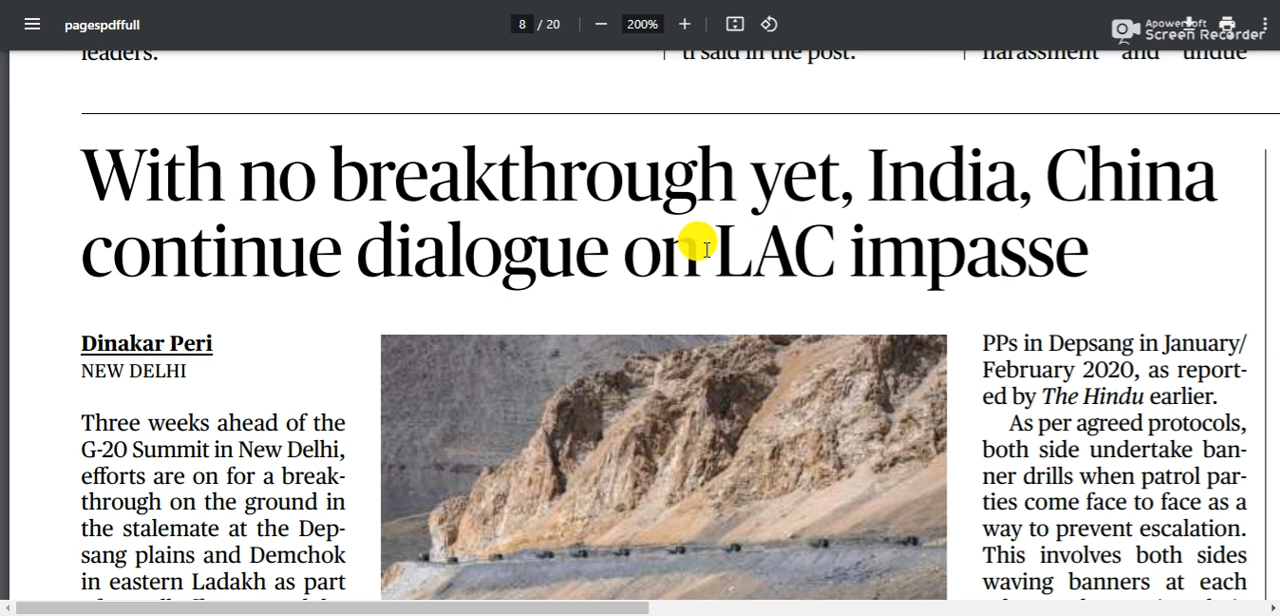 pagespdffull
8 / 20
200%
Apowersoft
Screen Recorder
leaders.
u said in the post.
harassment and undue
With no breakthrough yet, India, China
continue dialogue on LAC impasse
Dinakar Peri
NEW DELHI
Three weeks ahead of the
G-20 Summit in New Delhi,
efforts are on for a break-
through on the ground in
the stalemate at the Dep-
sang plains and Demchok
in eastern Ladakh as part
PPs in Depsang in January/
February 2020, as report-
ed by The Hindu earlier.
As per agreed protocols,
both side undertake ban-
ner drills when patrol par-
ties come face to face as a
way to prevent escalation.
This involves both sides
waving banners at each